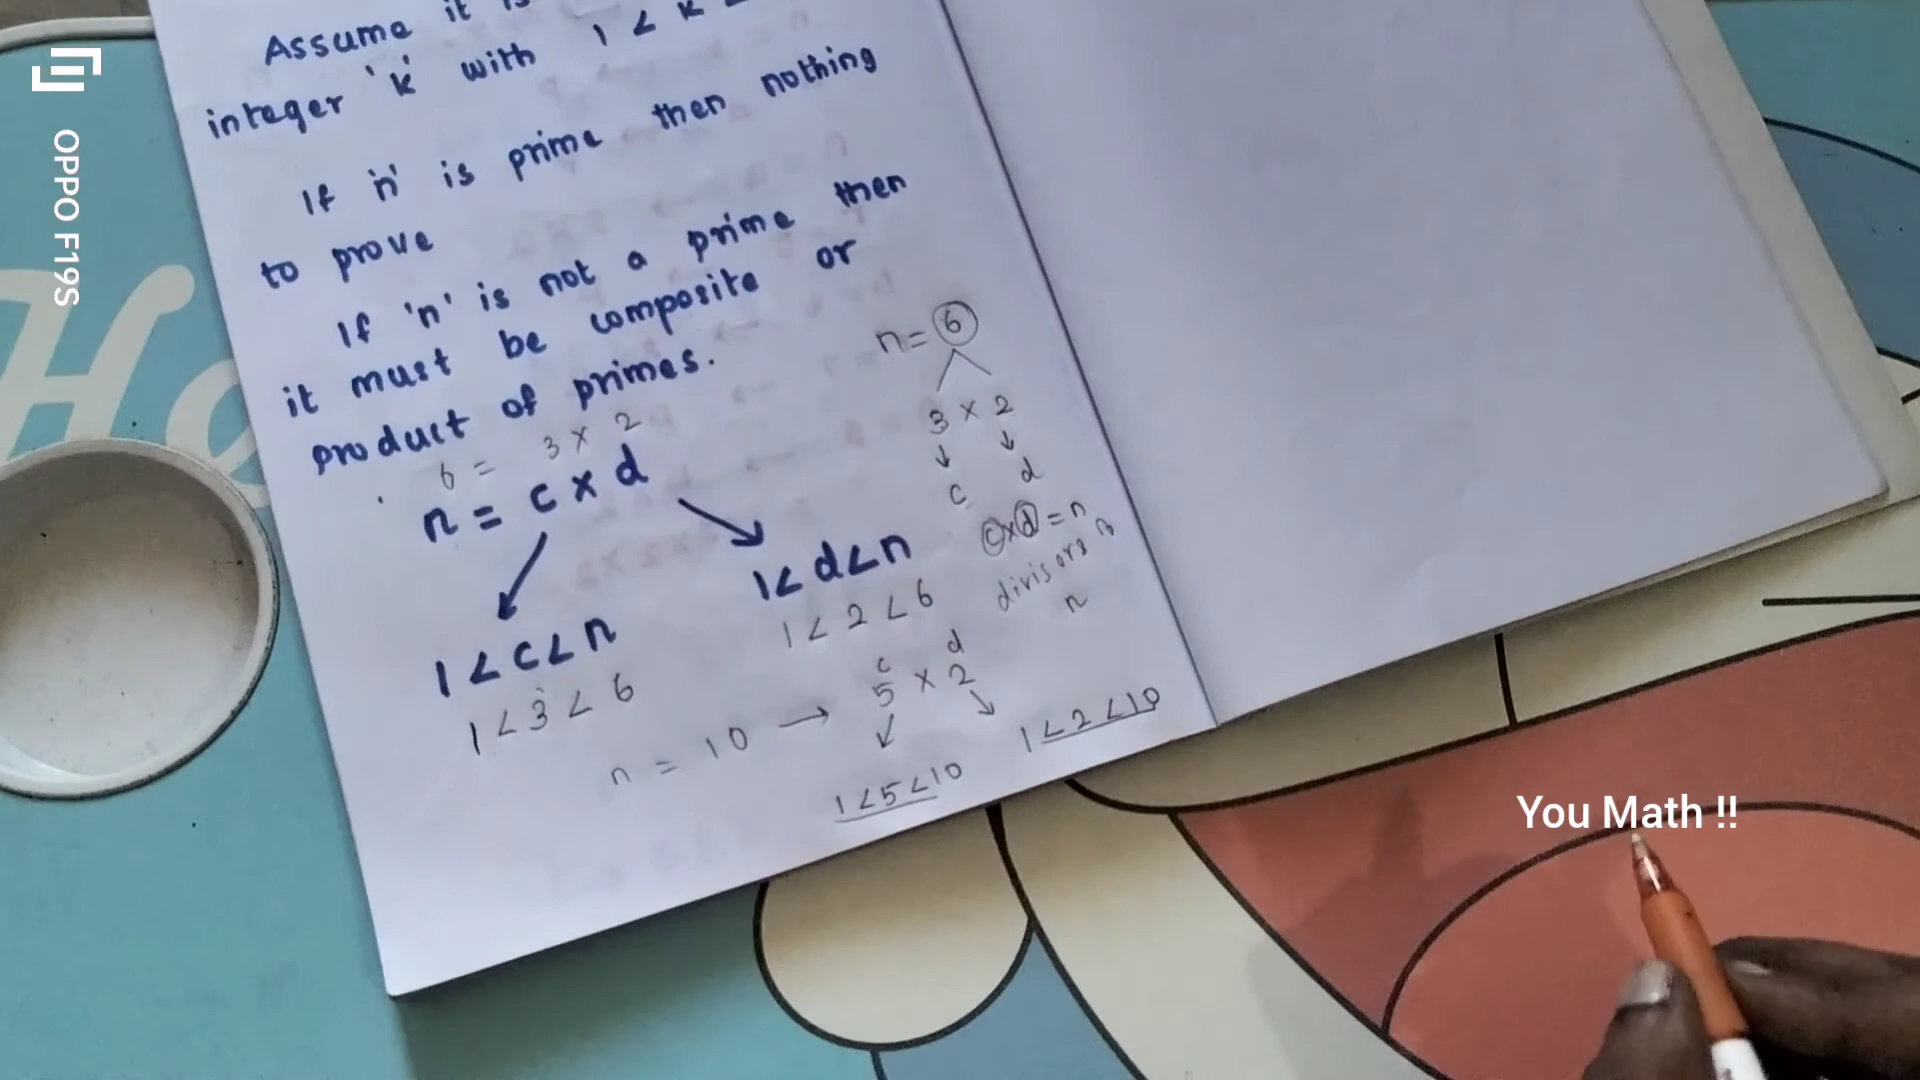 Assume it is
integer 'k' with 1 < k
If 'n' is prime then nothing
to prove
If 'n' is not a prime then
it must be composite or
product of primes.
6 = 3 × 2
n = c × d
1 < c < n
1 < 3 < 6
1 < d < n
1 < 2 < 6
n = 6
3 × 2
c d
c × d = n
divisors
n
c d
n = 10 → 5 × 2
1 < 5 < 10
1 < 2 < 10
OPPO F19S
You Math !!